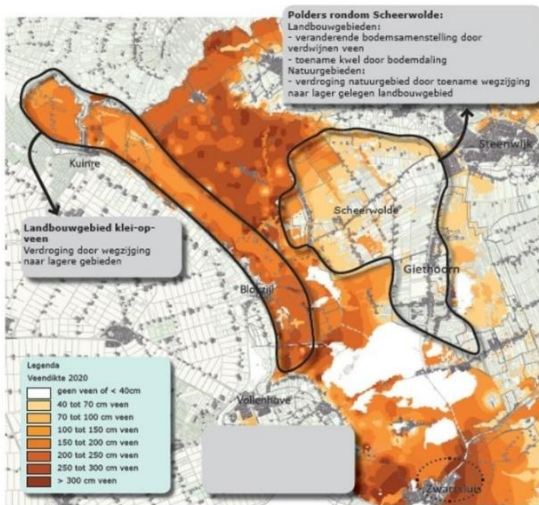 Polders rondom Scheerwolde:
Landbouwgebieden:
- veranderende bodemsamenstelling door
verdwijnen veen
- toename kwel door bodemdaling
Natuurgebieden:
- verdroging natuurgebied door toename wegzijging
naar lager gelegen landbouwgebied
Steenwijk
Kuinre
Scheerwolde
Landbouwgebied klei-op-
veen
Verdroging door wegzijging
naar lagere gebieden
Giethoorn
Blokzijl
Legenda
Veendikte 2020
geen veen of < 40cm
40 tot 70 cm veen
70 tot 100 cm veen
100 tot 150 cm veen
150 tot 200 cm veen
200 tot 250 cm veen
250 tot 300 cm veen
> 300 cm veen
Vollenhove
Zwartsluis